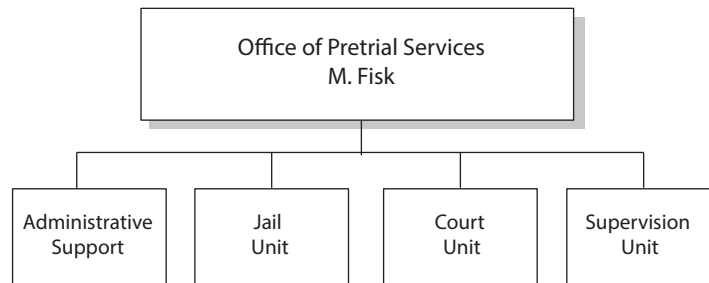 Office of Pretrial Services
M. Fisk
Administrative
Support
Jail
Unit
Court
Unit
Supervision
Unit